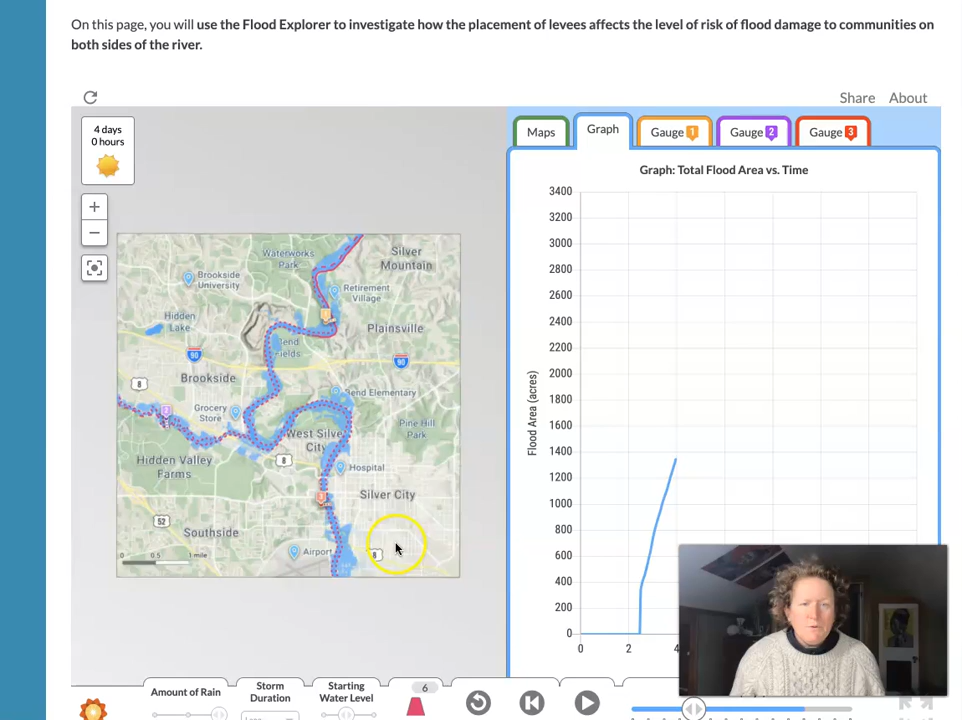 On this page, you will use the Flood Explorer to investigate how the placement of levees affects the level of risk of flood damage to communities on
both sides of the river.
Share About
4 days
0 hours
+
−
Maps
Graph
Gauge 1
Gauge 2
Gauge 3
Graph: Total Flood Area vs. Time
Flood Area (acres)
3400
3200
3000
2800
2600
2400
2200
2000
1800
1600
1400
1200
1000
800
600
400
200
0
0 2 4
Waterworks
Park
Silver
Mountain
Brookside
University
Retirement
Village
Hidden
Lake
Plainsville
Bend
Fields
90
90
8
Brookside
Bend Elementary
Grocery
Store
Pine Hill
Park
West Silver
City
Hidden Valley
Farms
8
Hospital
Silver City
52
Southside
Airport
0 0.5 1 mile
Amount of Rain
Storm
Duration
Starting
Water Level
6